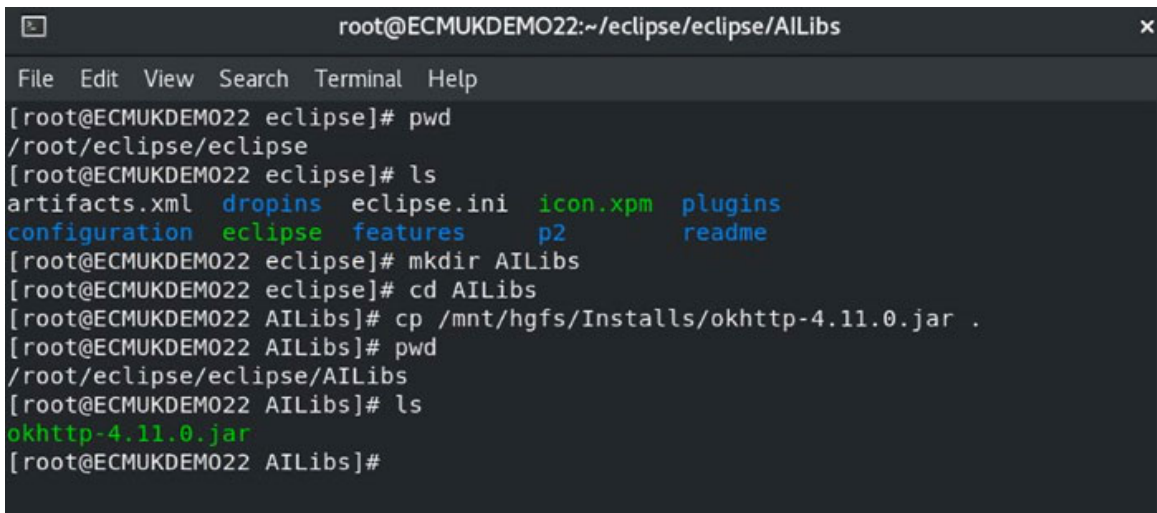 root@ECMUKDEMO22:~/eclipse/eclipse/AILibs
File Edit View Search Terminal Help
[root@ECMUKDEMO22 eclipse]# pwd
/root/eclipse/eclipse
[root@ECMUKDEMO22 eclipse]# ls
artifacts.xml dropins eclipse.ini icon.xpm plugins
configuration eclipse features p2 readme
[root@ECMUKDEMO22 eclipse]# mkdir AILibs
[root@ECMUKDEMO22 eclipse]# cd AILibs
[root@ECMUKDEMO22 AILibs]# cp /mnt/hgfs/Installs/okhttp-4.11.0.jar .
[root@ECMUKDEMO22 AILibs]# pwd
/root/eclipse/eclipse/AILibs
[root@ECMUKDEMO22 AILibs]# ls
okhttp-4.11.0.jar
[root@ECMUKDEMO22 AILibs]#